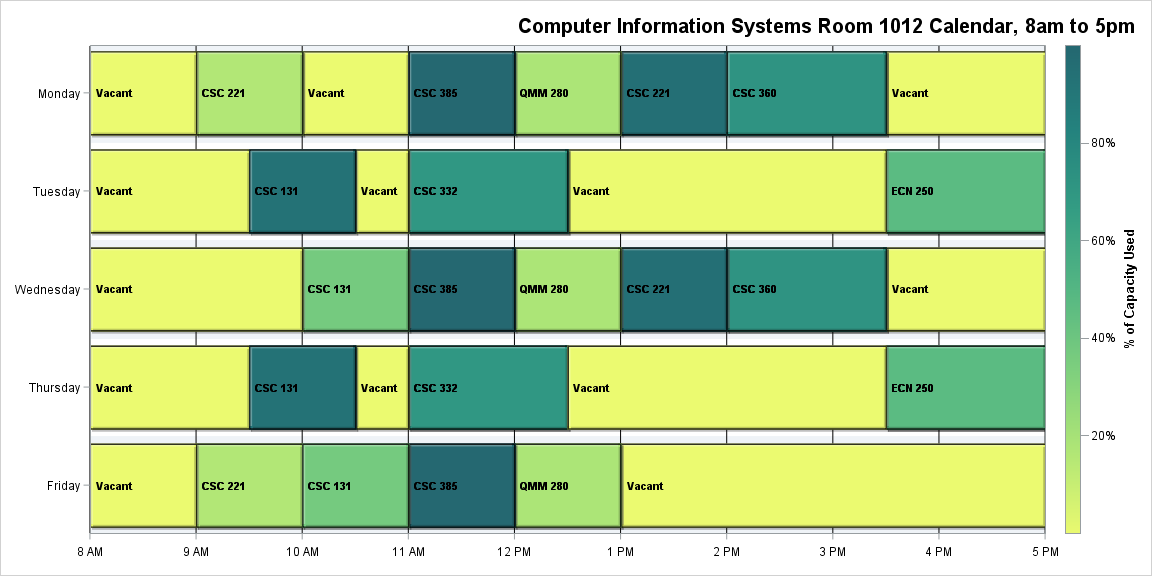 Computer Information Systems Room 1012 Calendar, 8am to 5pm
Monday Vacant CSC 221 Vacant CSC 385 QMM 280 CSC 221 CSC 360 Vacant
Tuesday Vacant CSC 131 Vacant CSC 332 Vacant ECN 250
Wednesday Vacant CSC 131 CSC 385 QMM 280 CSC 221 CSC 360 Vacant
Thursday Vacant CSC 131 Vacant CSC 332 Vacant ECN 250
Friday Vacant CSC 221 CSC 131 CSC 385 QMM 280 Vacant
8 AM 9 AM 10 AM 11 AM 12 PM 1 PM 2 PM 3 PM 4 PM 5 PM
80%
60%
40%
20%
% of Capacity Used